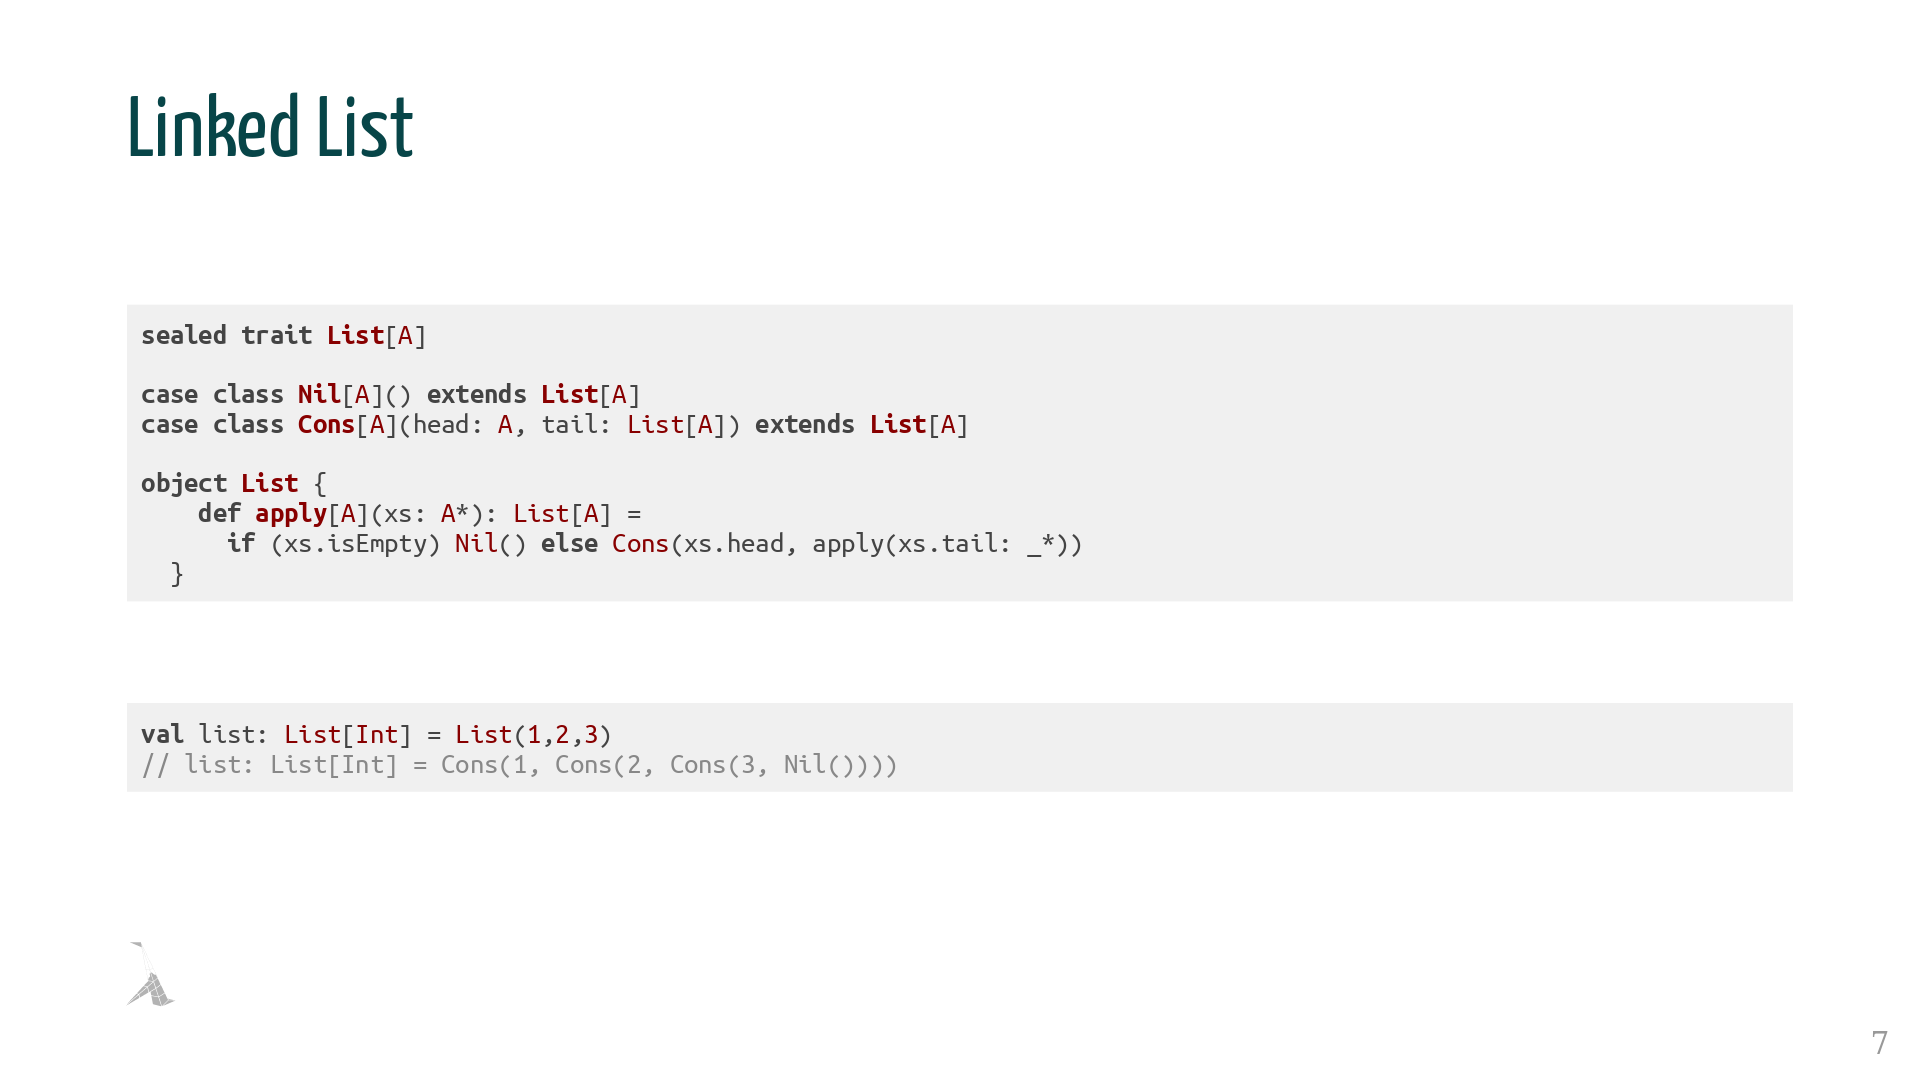 Linked List
sealed trait List[A]
case class Nil[A]() extends List[A]
case class Cons[A](head: A, tail: List[A]) extends List[A]
object List {
    def apply[A](xs: A*): List[A] =
      if (xs.isEmpty) Nil() else Cons(xs.head, apply(xs.tail: _*))
  }
val list: List[Int] = List(1,2,3)
// list: List[Int] = Cons(1, Cons(2, Cons(3, Nil())))
7